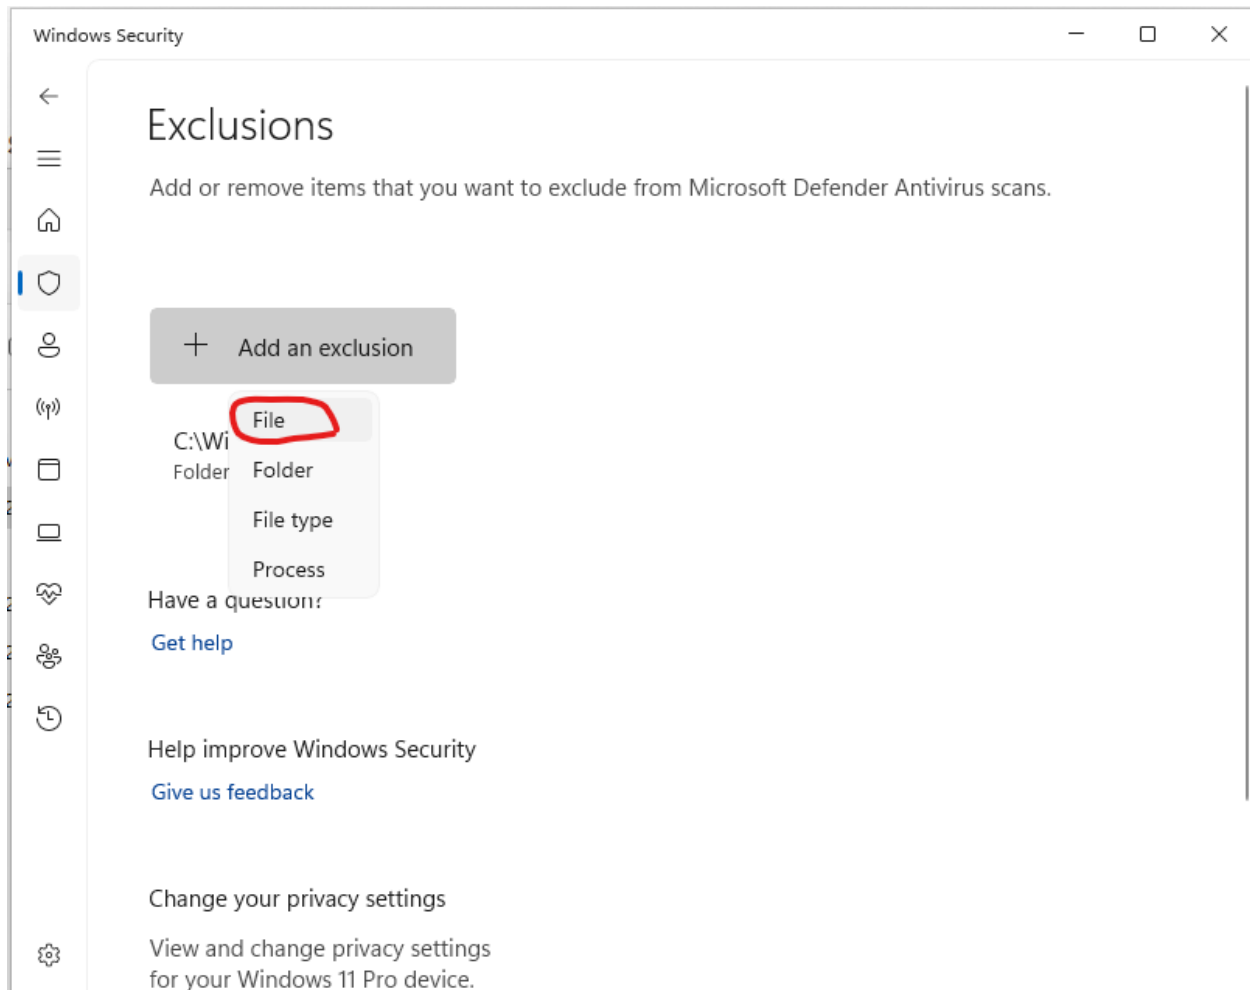 Windows Security
Exclusions
Add or remove items that you want to exclude from Microsoft Defender Antivirus scans.
Add an exclusion
File
C:\Wi
Folder
Folder
File type
Process
Have a question?
Get help
Help improve Windows Security
Give us feedback
Change your privacy settings
View and change privacy settings
for your Windows 11 Pro device.